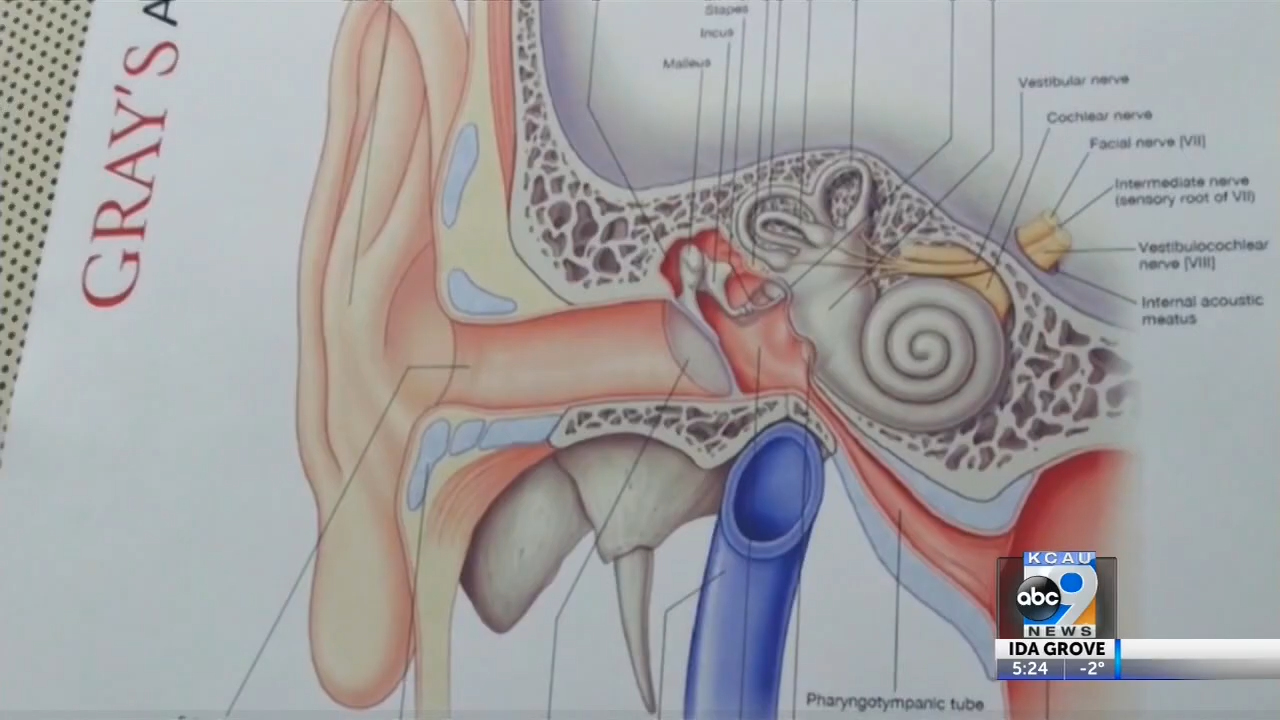 GRAY'S A
Stapes
Incus
Malleus
Vestibular nerve
Cochlear nerve
Facial nerve [VII]
Intermediate nerve
(sensory root of VII)
Vestibulocochlear
nerve [VIII]
Internal acoustic
meatus
Pharyngotympanic tube
KCAU
abc 9
NEWS
IDA GROVE
5:24 -2°